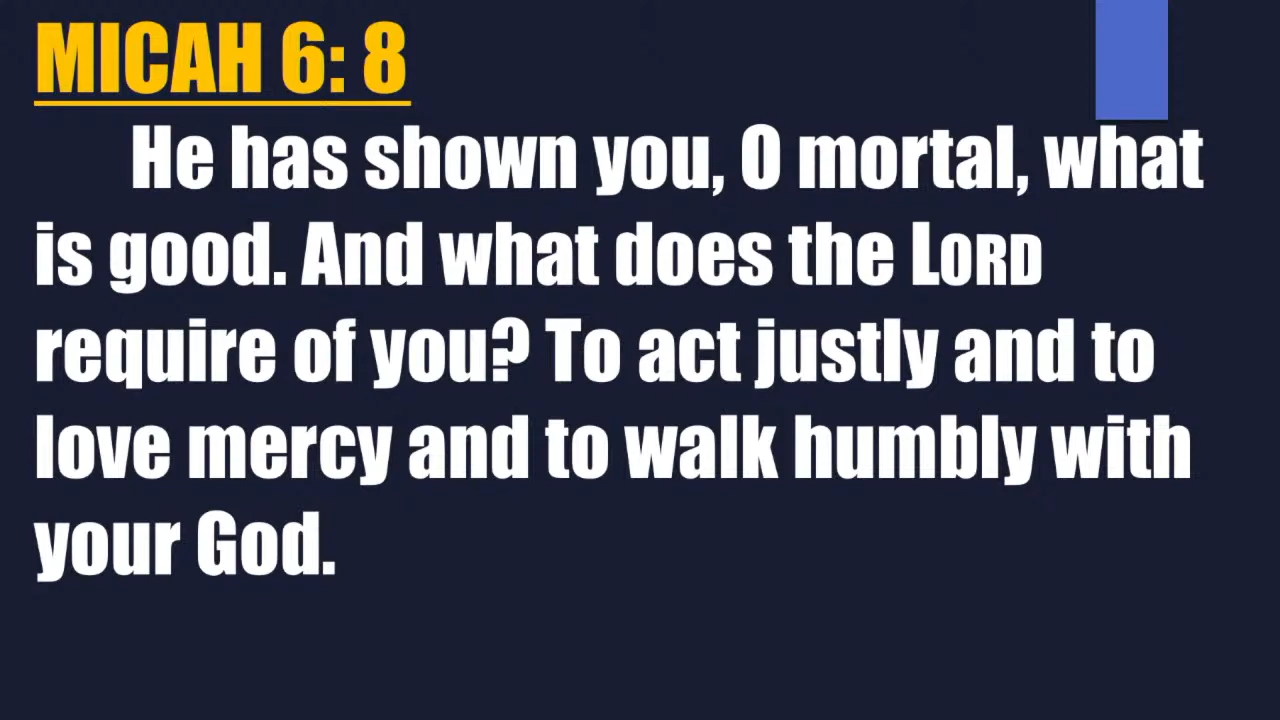 MICAH 6: 8
He has shown you, O mortal, what
is good. And what does the LORD
require of you? To act justly and to
love mercy and to walk humbly with
your God.